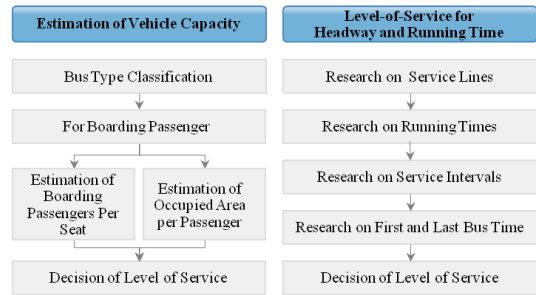 Estimation of Vehicle Capacity
Bus Type Classification
For Boarding Passenger
Estimation of
Boarding
Passengers Per
Seat
Estimation of
Occupied Area
per Passenger
Decision of Level of Service
Level-of-Service for
Headway and Running Time
Research on Service Lines
Research on Running Times
Research on Service Intervals
Research on First and Last Bus Time
Decision of Level of Service